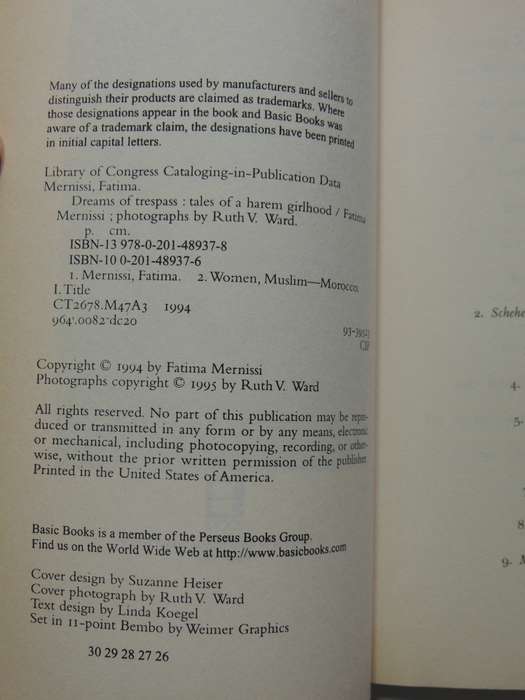 Many of the designations used by manufacturers and sellers to
distinguish their products are claimed as trademarks. Where
those designations appear in the book and Basic Books was
aware of a trademark claim, the designations have been printed
in initial capital letters.
Library of Congress Cataloging-in-Publication Data
Mernissi, Fatima.
Dreams of trespass : tales of a harem girlhood / Fatima
Mernissi ; photographs by Ruth V. Ward.
p. cm.
ISBN-13 978-0-201-48937-8
ISBN-10 0-201-48937-6
1. Mernissi, Fatima. 2. Women, Muslim—Morocco.
I. Title
CT2678.M47A3 1994
964'.0082-dc20
CIP
Copyright © 1994 by Fatima Mernissi
Photographs copyright © 1995 by Ruth V. Ward
All rights reserved. No part of this publication may be repro-
duced or transmitted in any form or by any means, electronic
or mechanical, including photocopying, recording, or other-
wise, without the prior written permission of the publisher
Printed in the United States of America.
Basic Books is a member of the Perseus Books Group.
Find us on the World Wide Web at http://www.basicbooks.com
Cover design by Suzanne Heiser
Cover photograph by Ruth V. Ward
Text design by Linda Koegel
Set in 11-point Bembo by Weimer Graphics
30 29 28 27 26
2. Schehe
4.
5.
8
9. M